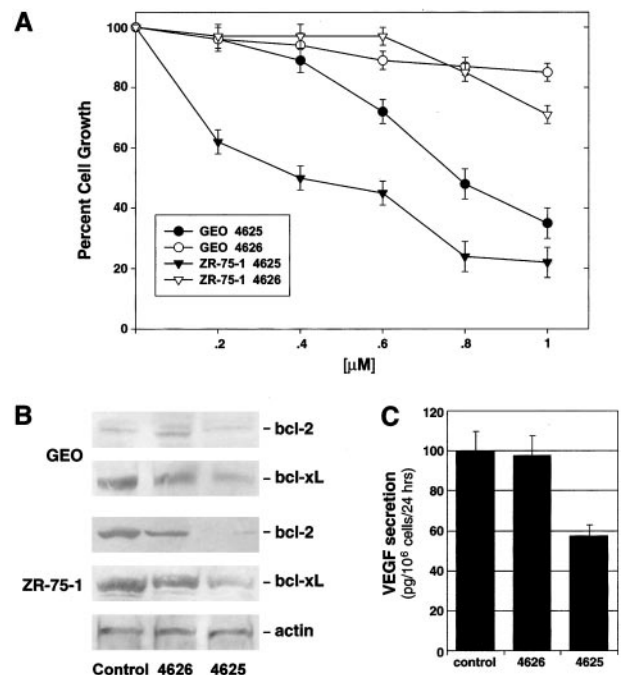 A
Percent Cell Growth
100
80
60
40
20
0
GEO 4625
GEO 4626
ZR-75-1 4625
ZR-75-1 4626
.2 .4 .6 .8 1
[µM]
B
GEO
- bcl-2
- bcl-xL
- bcl-2
ZR-75-1
- bcl-xL
- actin
Control 4626 4625
C
VEGF secretion
(pg/10⁶ cells/24 hrs)
120
100
80
60
40
20
0
control 4626 4625